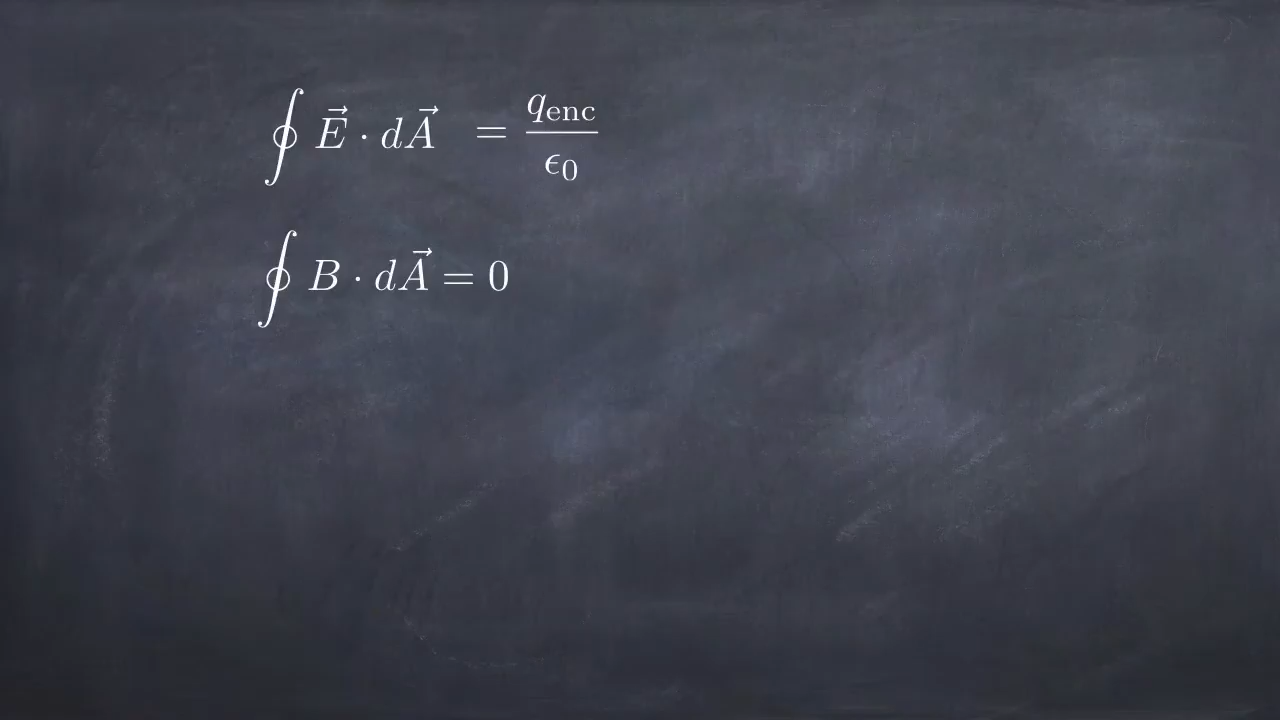 ∮ E⃗ · dA⃗ = q_enc / ϵ₀
∮ B · dA⃗ = 0